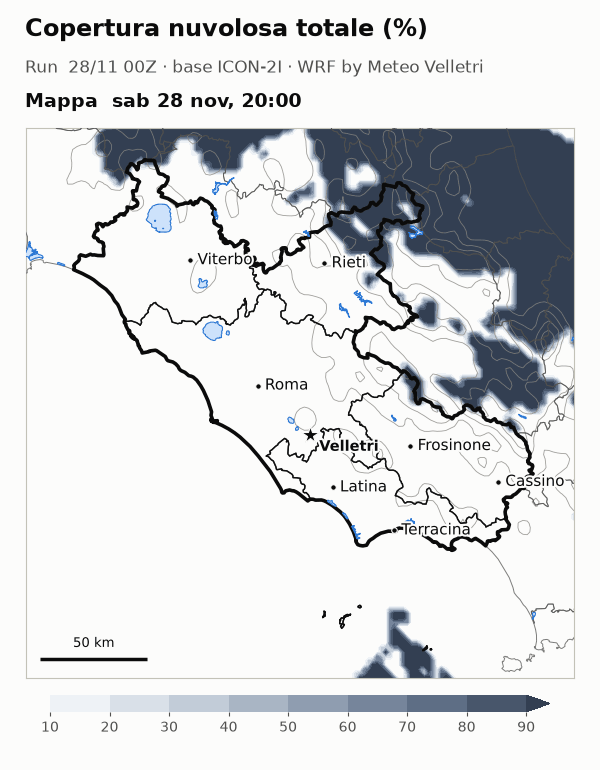 Copertura nuvolosa totale (%)
Run  28/11 00Z · base ICON-2I · WRF by Meteo Velletri
Mappa  sab 28 nov, 20:00
Viterbo
Rieti
Roma
Velletri
Frosinone
Latina
Cassino
Terracina
50 km
10 20 30 40 50 60 70 80 90